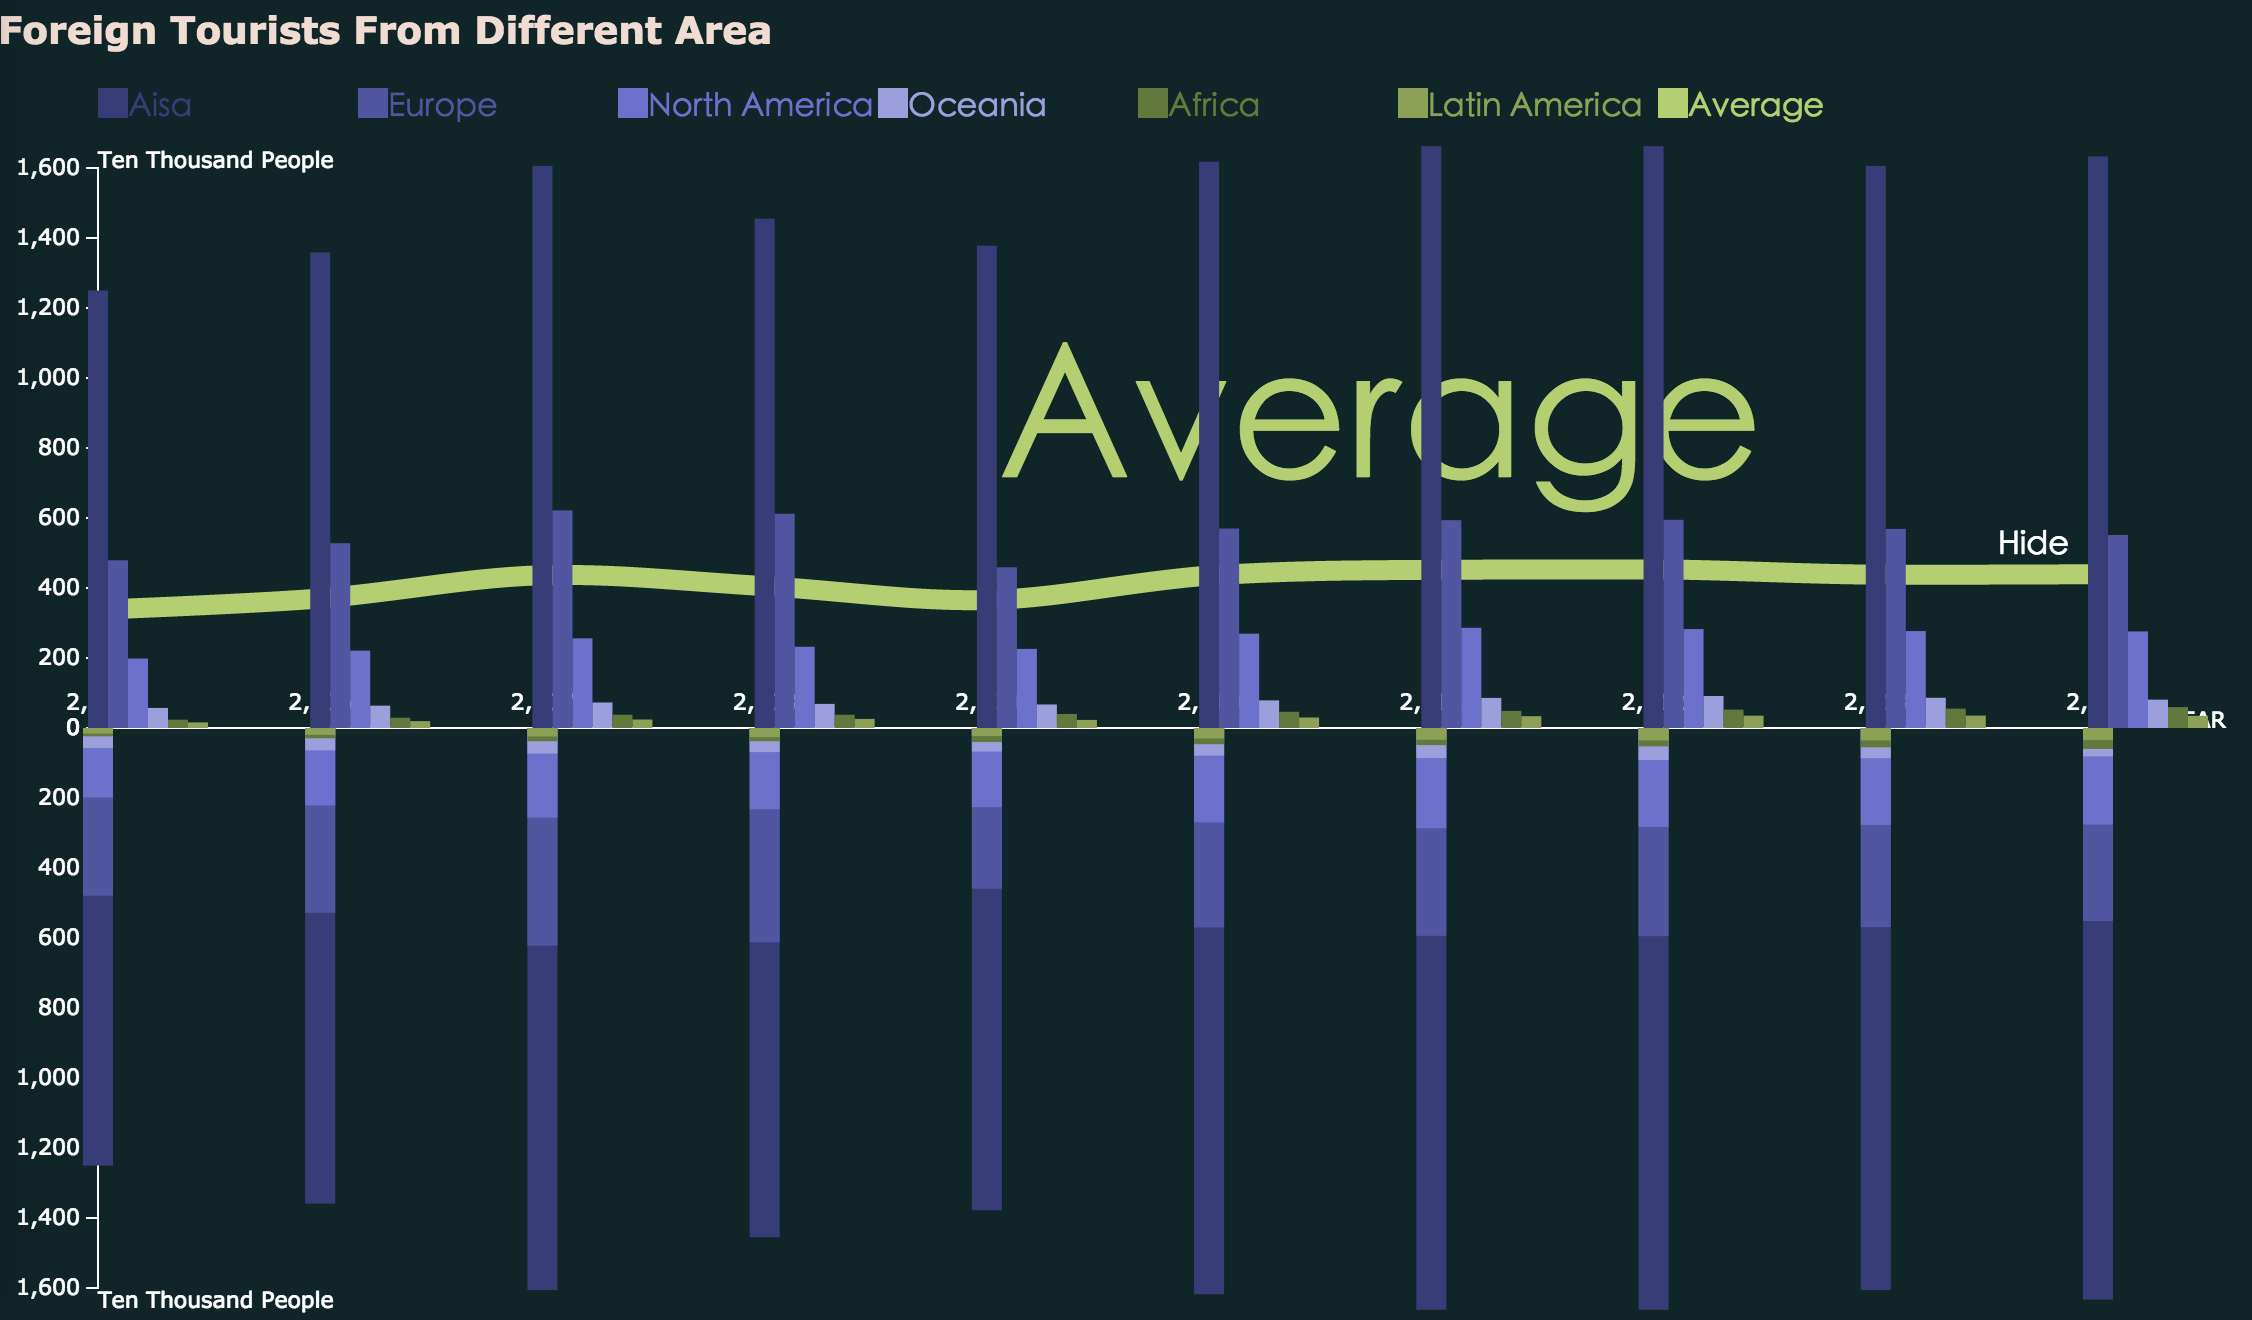 Foreign Tourists From Different Area
Aisa Europe North America Oceania Africa Latin America Average
Ten Thousand People
1,600
1,400
1,200
1,000
800
600
400
200
0
Average
Hide
200
400
600
800
1,000
1,200
1,400
1,600
Ten Thousand People